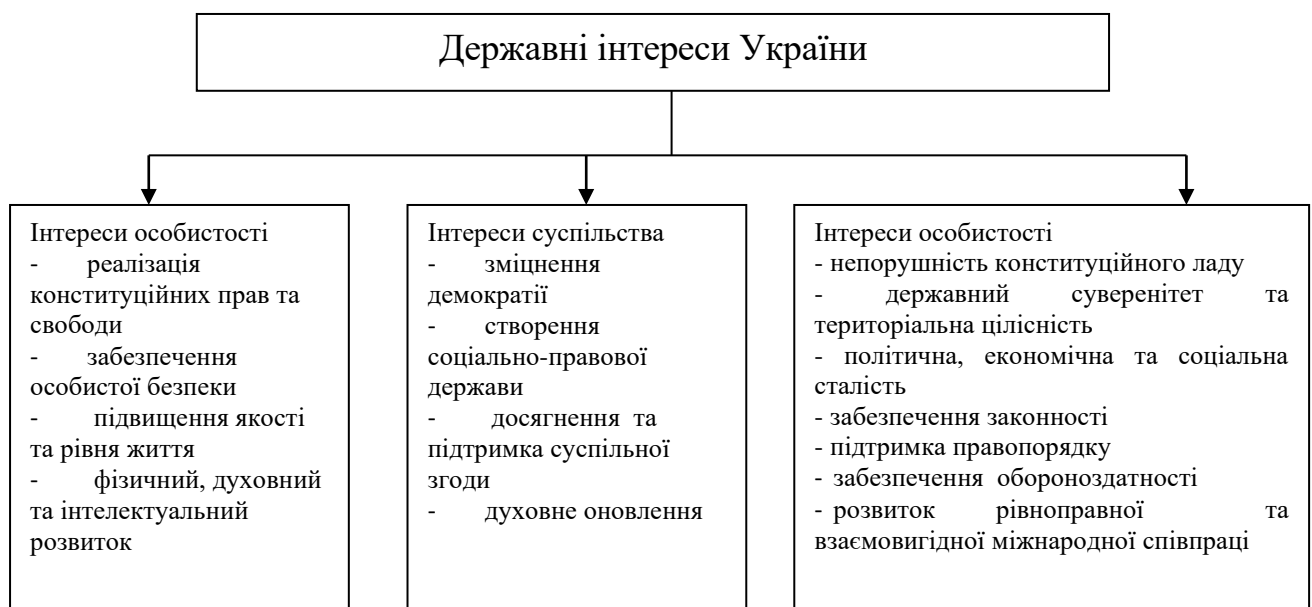 Державні інтереси України
Інтереси особистості
- реалізація
конституційних прав та
свободи
- забезпечення
особистої безпеки
- підвищення якості
та рівня життя
- фізичний, духовний
та інтелектуальний
розвиток
Інтереси суспільства
- зміцнення
демократії
- створення
соціально-правової
держави
- досягнення та
підтримка суспільної
згоди
- духовне оновлення
Інтереси особистості
- непорушність конституційного ладу
- державний суверенітет та
територіальна цілісність
- політична, економічна та соціальна
сталість
- забезпечення законності
- підтримка правопорядку
- забезпечення обороноздатності
- розвиток рівноправної та
взаємовигідної міжнародної співпраці